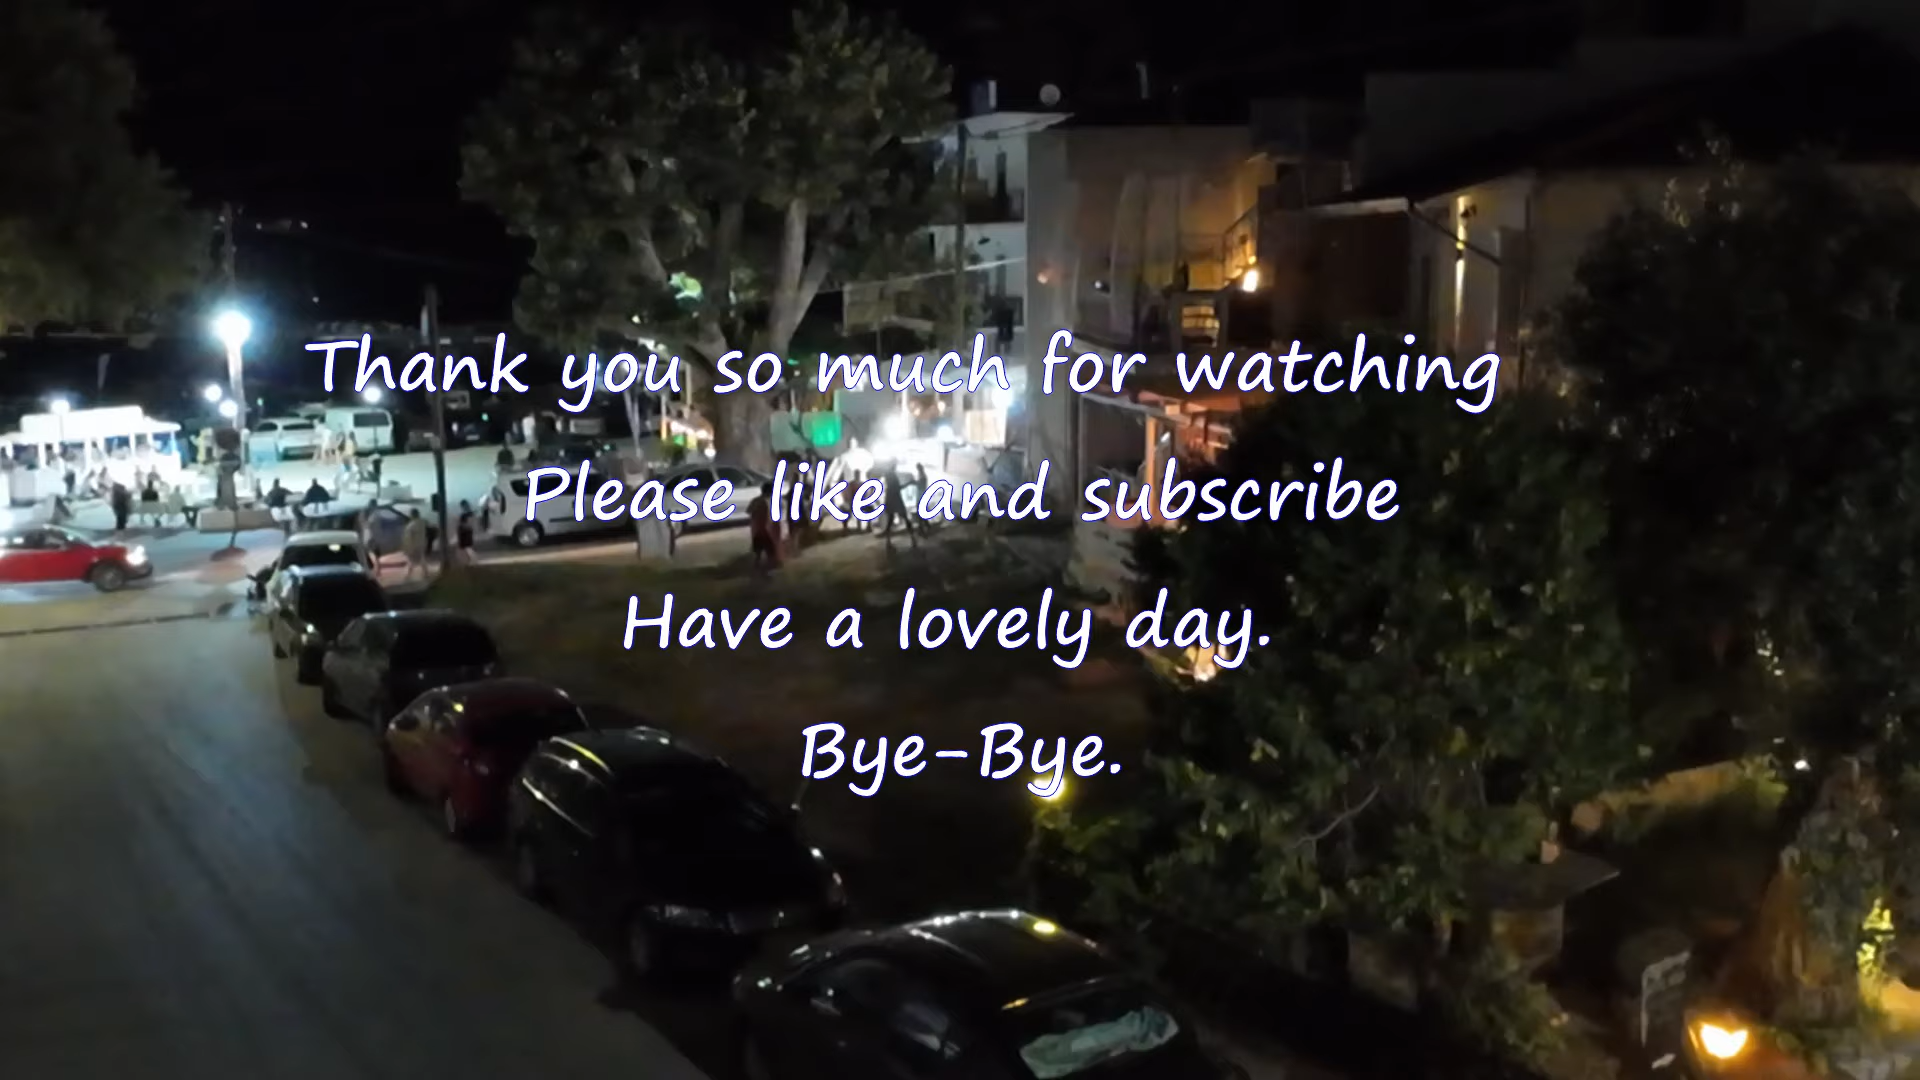 Thank you so much for watching
Please like and subscribe
Have a lovely day.
Bye-Bye.